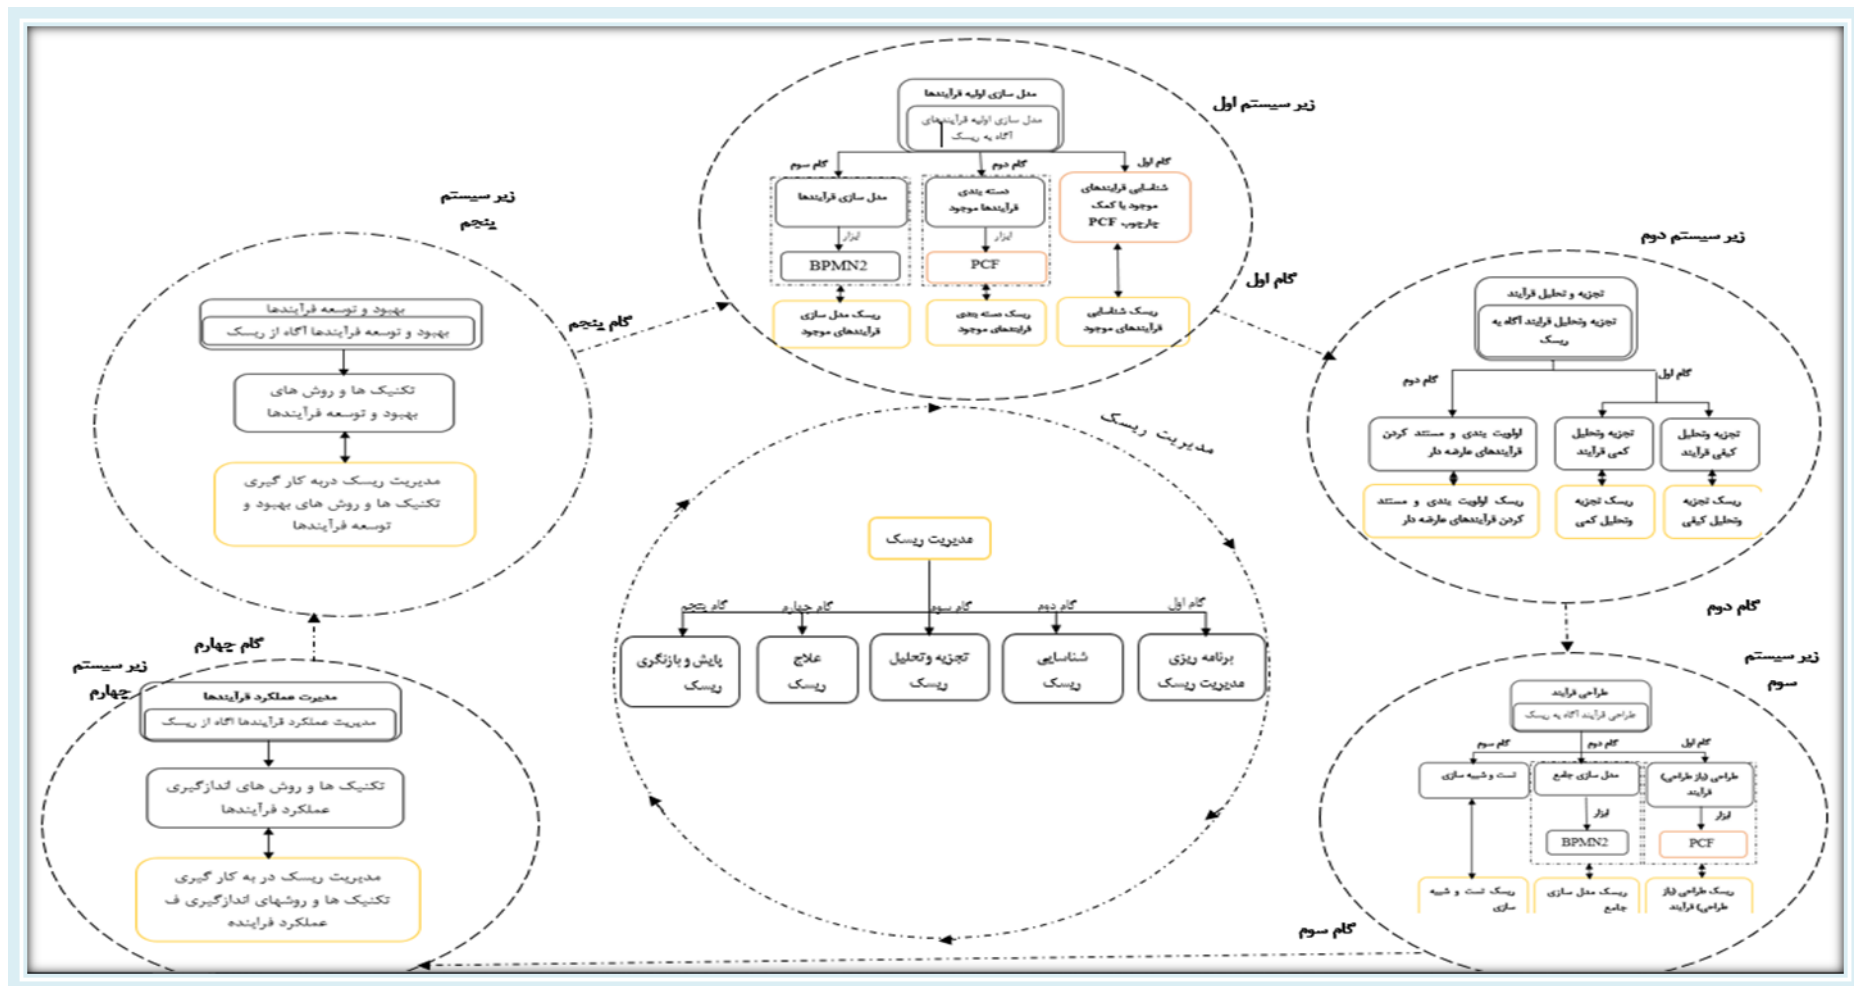 زیر سیستم اول
مدل سازی اولیه فرآیندها
مدل سازی اولیه فرآیندهای
آگاه به ریسک
گام اول
گام دوم
گام سوم
شناسایی فرایندهای
موجود با کمک
چارچوب PCF
دسته بندی
فرآیندها موجود
مدل سازی فرآیندها
ابزار
ابزار
PCF
BPMN2
ریسک شناسایی
فرآیندهای موجود
ریسک دسته بندی
فرایندهای موجود
ریسک مدل سازی
فرآیندهای موجود
گام اول
زیر سیستم دوم
تجزیه و تحلیل فرآیند
تجزیه وتحلیل فرایند آگاه به
ریسک
گام اول
گام دوم
تجزیه وتحلیل
کیفی فرآیند
تجزیه وتحلیل
کمی فرآیند
اولویت بندی و مستند کردن
فرآیندهای عارضه دار
ریسک تجزیه
وتحلیل کیفی
ریسک تجزیه
وتحلیل کمی
ریسک اولویت بندی و مستند
کردن فرآیندهای عارضه دار
گام دوم
زیر سیستم
سوم
طراحی فرآیند
طراحی فرآیند آگاه به ریسک
گام اول
گام دوم
گام سوم
طراحی (باز طراحی)
فرآیند
مدل سازی جامع
تست و شبیه سازی
ابزار
ابزار
PCF
BPMN2
ریسک طراحی (باز
طراحی) فرآیند
ریسک مدل سازی
جامع
ریسک تست و شبیه
سازی
گام سوم
زیر سیستم
چهارم
مدیرت عملکرد فرآیندها
مدیریت عملکرد فرآیندها آگاه از ریسک
تکنیک ها و روش های اندازگیری
عملکرد فرآیندها
مدیریت ریسک در به کار گیری
تکنیک ها و روشهای اندازگیری ف
عملکرد فراینده
گام چهارم
زیر سیستم
پنجم
بهبود و توسعه فرآیندها
بهبود و توسعه فرآیندها آگاه از ریسک
تکنیک ها و روش های
بهبود و توسعه فرآیندها
مدیریت ریسک دربه کار گیری
تکنیک ها و روش های بهبود و
توسعه فرآیندها
گام پنجم
مدیریت ریسک
مدیریت ریسک
گام اول
گام دوم
گام سوم
گام چهارم
گام پنجم
برنامه ریزی
مدیریت ریسک
شناسایی
ریسک
تجزیه وتحلیل
ریسک
علاج
ریسک
پایش و بازنگری
ریسک